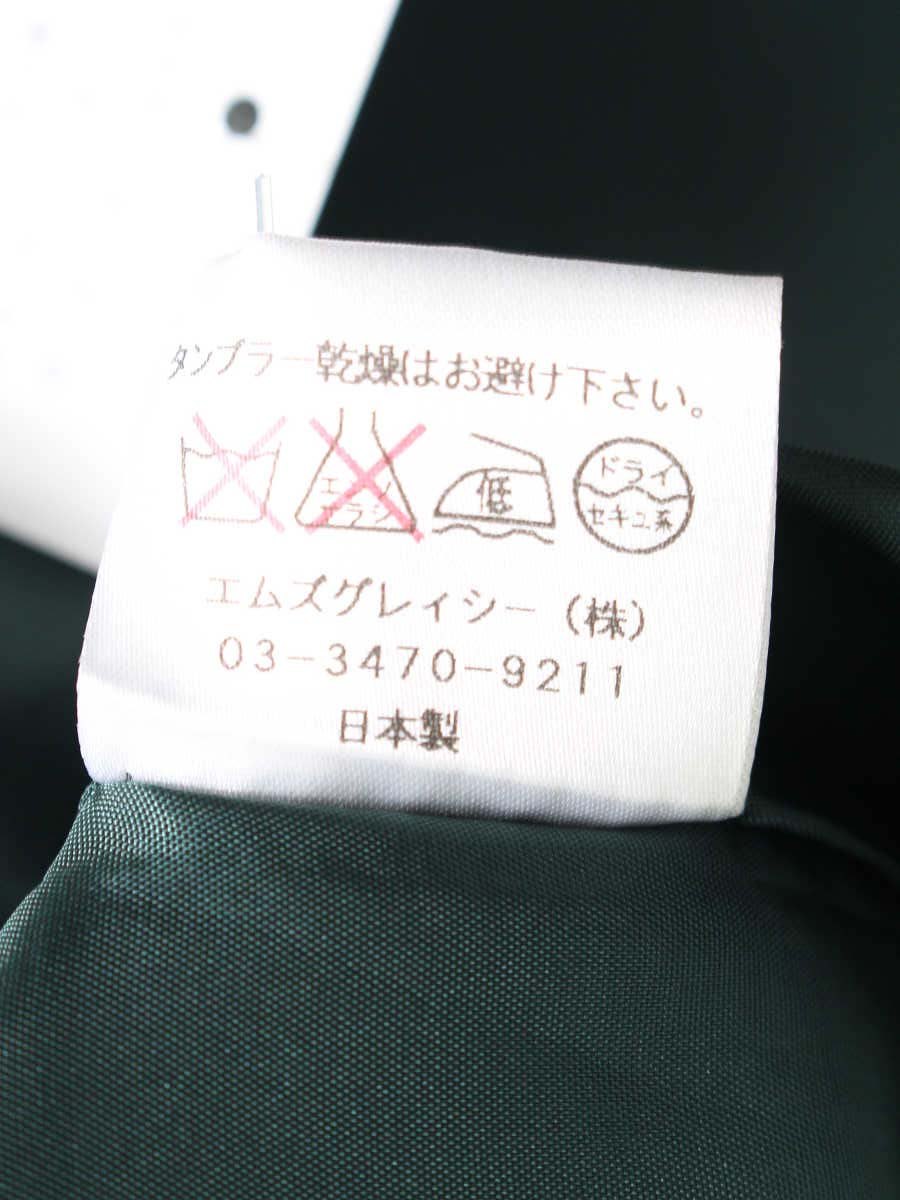 タンブラー乾燥はお避け下さい。
エンソ
エラシ
低
ドライ
セキユ系
エムズグレイシー（株）
03-3470-9211
日本製